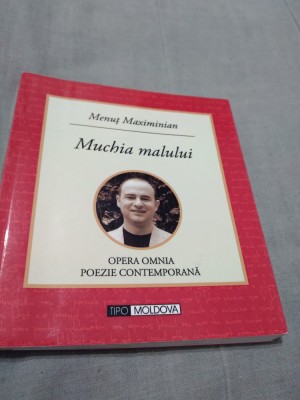 Menuț Maximinian
Muchia malului
OPERA OMNIA
POEZIE CONTEMPORANĂ
TIPO MOLDOVA